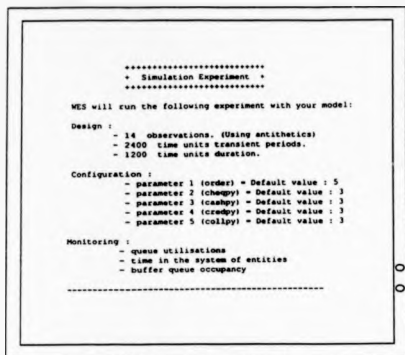 ++++++++++++++++++++++++++++
+ Simulation Experiment +
++++++++++++++++++++++++++++
WES will run the following experiment with your model:
Design :
- 14 observations. (Using antithetics)
- 2400 time units transient periods.
- 1200 time units duration.
Configuration :
- parameter 1 (order) = Default value : 5
- parameter 2 (cheqpy) = Default value : 3
- parameter 3 (cashpy) = Default value : 3
- parameter 4 (credpy) = Default value : 3
- parameter 5 (collpy) = Default value : 3
Monitoring :
- queue utilisations
- time in the system of entities
- buffer queue occupancy
----------------------------------------------------